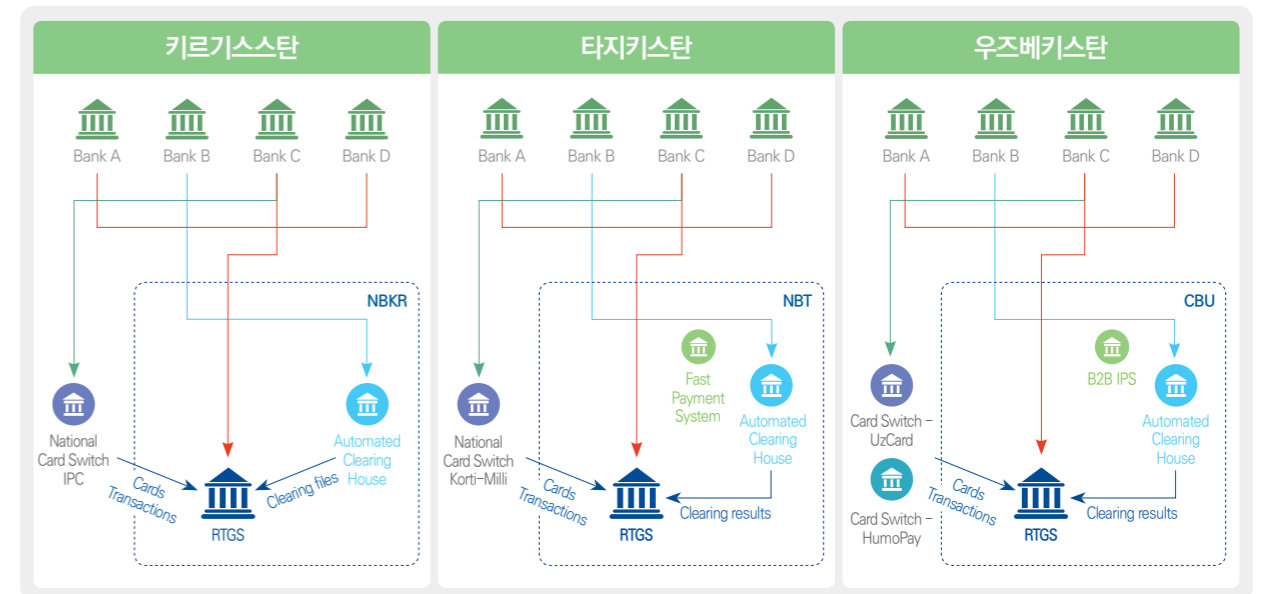 키르기스스탄
Bank A
Bank B
Bank C
Bank D
NBKR
National
Card Switch
IPC
Automated
Clearing
House
Cards
Transactions
Clearing files
RTGS
타지키스탄
Bank A
Bank B
Bank C
Bank D
NBT
Fast
Payment
System
National
Card Switch
Korti-Milli
Automated
Clearing
House
Cards
Transactions
Clearing results
RTGS
우즈베키스탄
Bank A
Bank B
Bank C
Bank D
CBU
B2B IPS
Card Switch –
UzCard
Automated
Clearing
House
Card Switch –
HumoPay
Cards
Transactions
Clearing results
RTGS